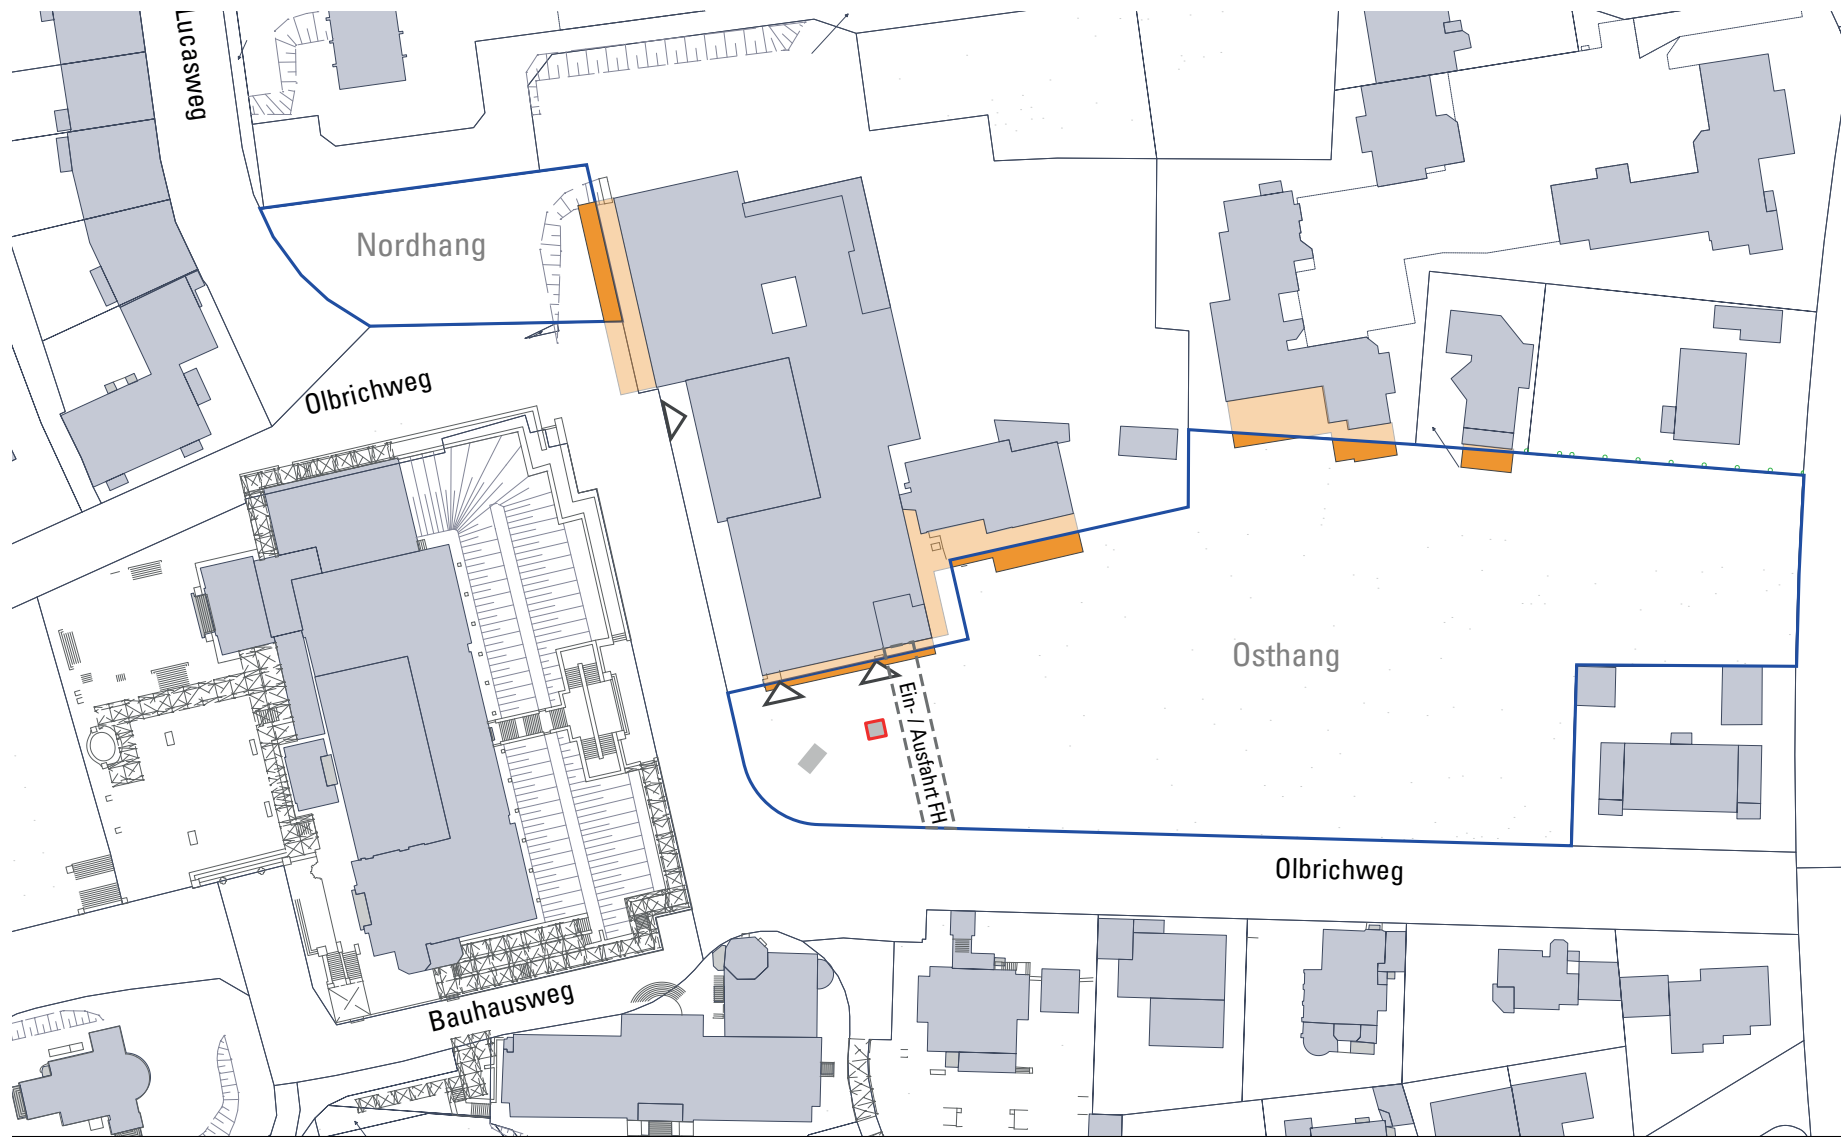 Lucasweg
Nordhang
Olbrichweg
Osthang
Ein- / Ausfahrt FH
Olbrichweg
Bauhausweg